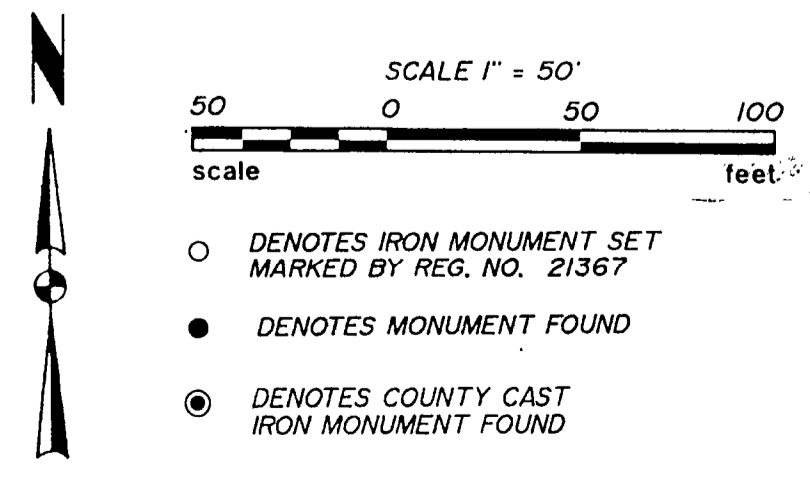 N
SCALE 1" = 50'
50 0 50 100
scale feet
DENOTES IRON MONUMENT SET
MARKED BY REG. NO. 21367
DENOTES MONUMENT FOUND
DENOTES COUNTY CAST
IRON MONUMENT FOUND